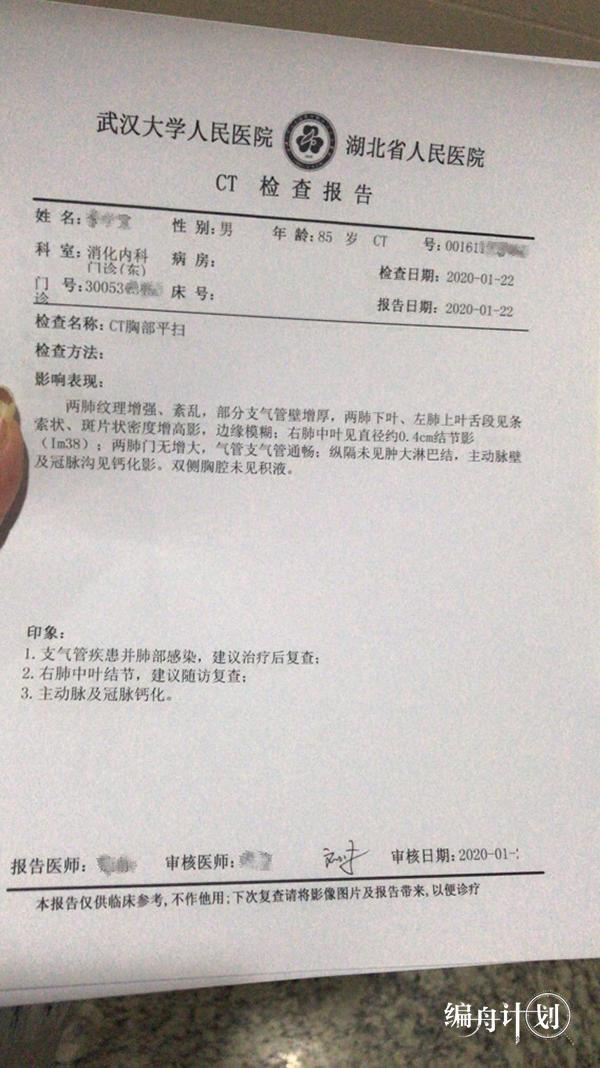 武汉大学人民医院 湖北省人民医院
CT 检查报告
姓名: 性别:男 年龄:85 岁 CT 号:00161
科室:消化内科门诊(东) 病房: 检查日期:2020-01-22
门诊号:30053 床号: 报告日期:2020-01-22
检查名称:CT胸部平扫
检查方法:
影响表现:
两肺纹理增强、紊乱，部分支气管壁增厚，两肺下叶、左肺上叶舌段见条
索状、斑片状密度增高影，边缘模糊；右肺中叶见直径约0.4cm结节影
（Im38）；两肺门无增大，气管支气管通畅；纵隔未见肿大淋巴结，主动脉壁
及冠脉沟见钙化影。双侧胸腔未见积液。
印象:
1.支气管疾患并肺部感染，建议治疗后复查；
2.右肺中叶结节，建议随访复查；
3.主动脉及冠脉钙化。
报告医师: 审核医师: 审核日期:2020-01-
本报告仅供临床参考,不作他用;下次复查请将影像图片及报告带来,以便诊疗
编舟计划